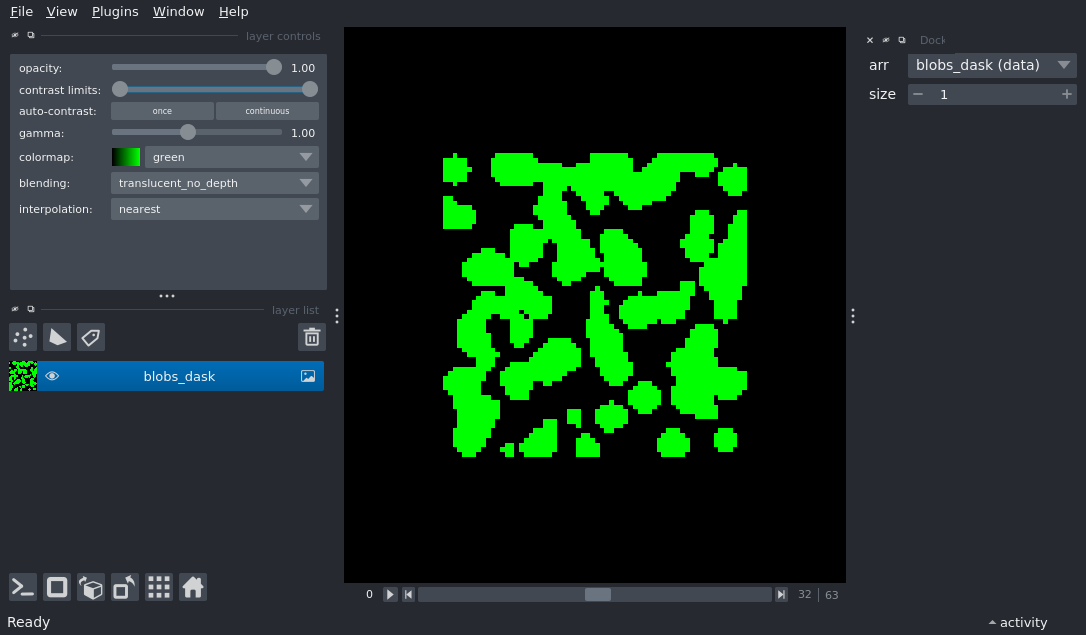 File View Plugins Window Help
layer controls
opacity: 1.00
contrast limits:
auto-contrast: once continuous
gamma: 1.00
colormap: green
blending: translucent_no_depth
interpolation: nearest
layer list
blobs_dask
Dock
arr blobs_dask (data)
size 1
0 32 63
Ready
activity